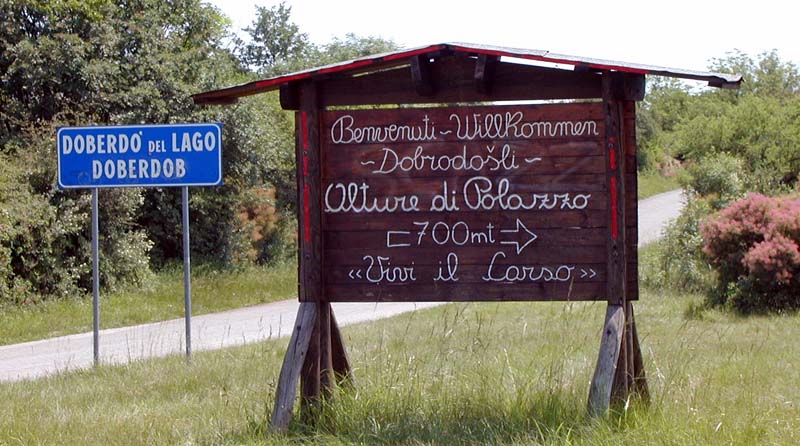 DOBERDO' DEL LAGO
DOBERDOB
Benvenuti ~ Willkommen
~ Dobrodošli ~
Alture di Polazzo
700mt
«Vivi il Carso»